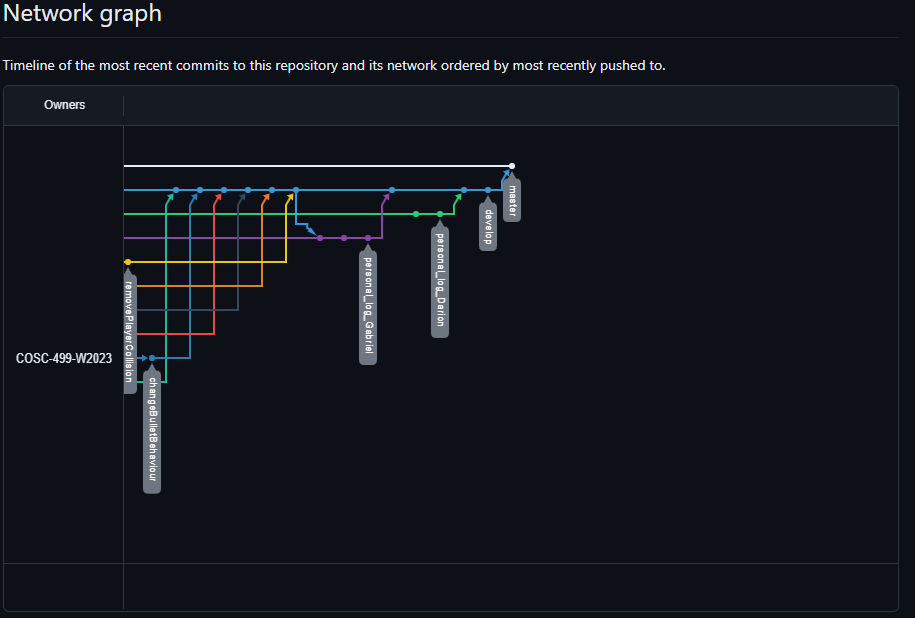 Network graph
Timeline of the most recent commits to this repository and its network ordered by most recently pushed to.
Owners
master
develop
personal_log_Darion
personal_log_Gabriel
removePlayerCollision
COSC-499-W2023
changeBulletBehaviour